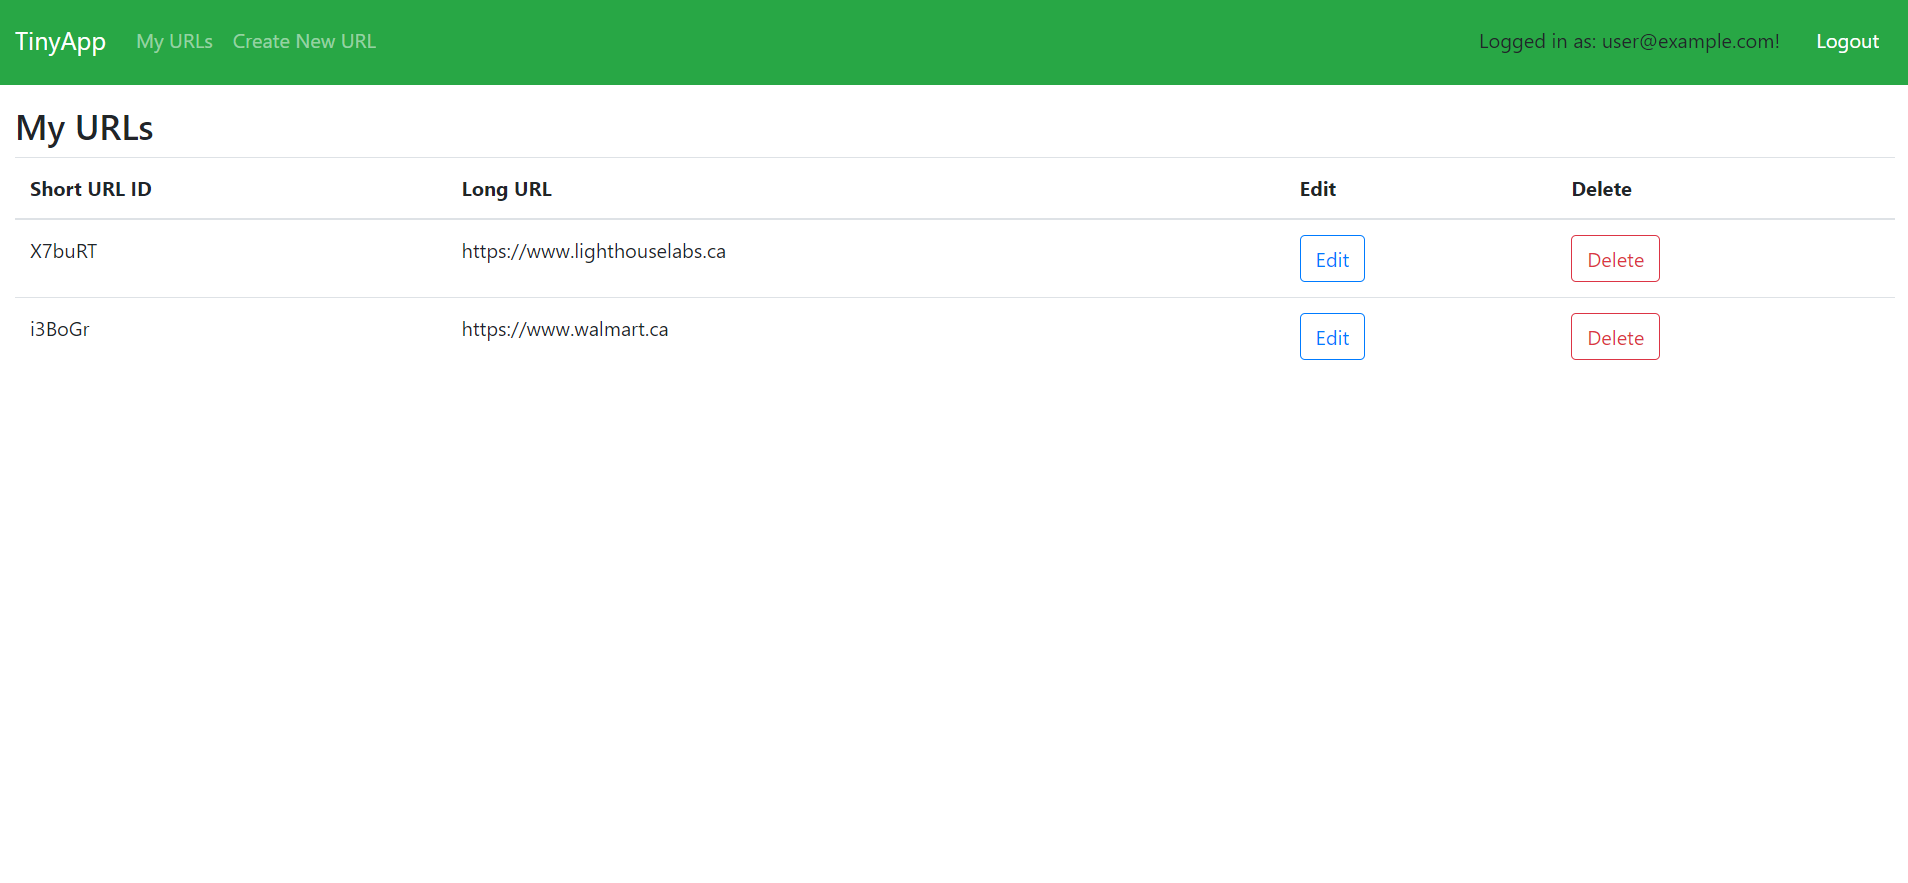 TinyApp My URLs Create New URL Logged in as: user@example.com! Logout
My URLs
Short URL ID Long URL Edit Delete
X7buRT https://www.lighthouselabs.ca Edit Delete
i3BoGr https://www.walmart.ca Edit Delete